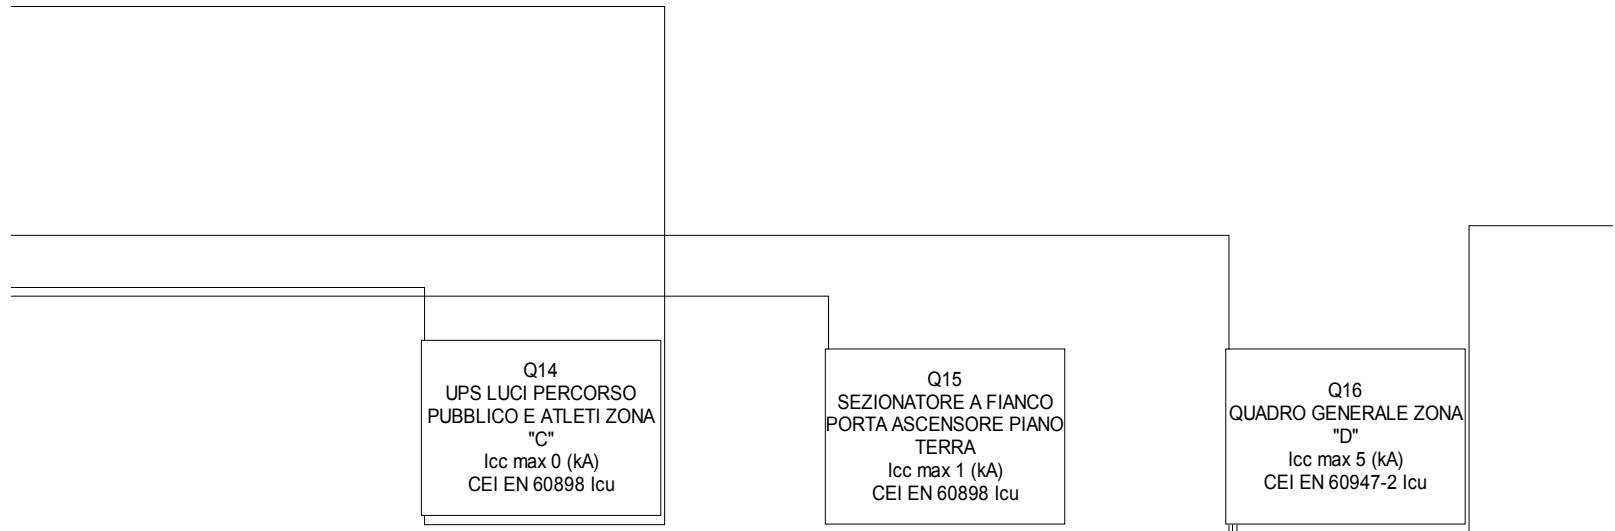 Q14
UPS LUCI PERCORSO
PUBBLICO E ATLETI ZONA
"C"
Icc max 0 (kA)
CEI EN 60898 Icu
Q15
SEZIONATORE A FIANCO
PORTA ASCENSORE PIANO
TERRA
Icc max 1 (kA)
CEI EN 60898 Icu
Q16
QUADRO GENERALE ZONA
"D"
Icc max 5 (kA)
CEI EN 60947-2 Icu